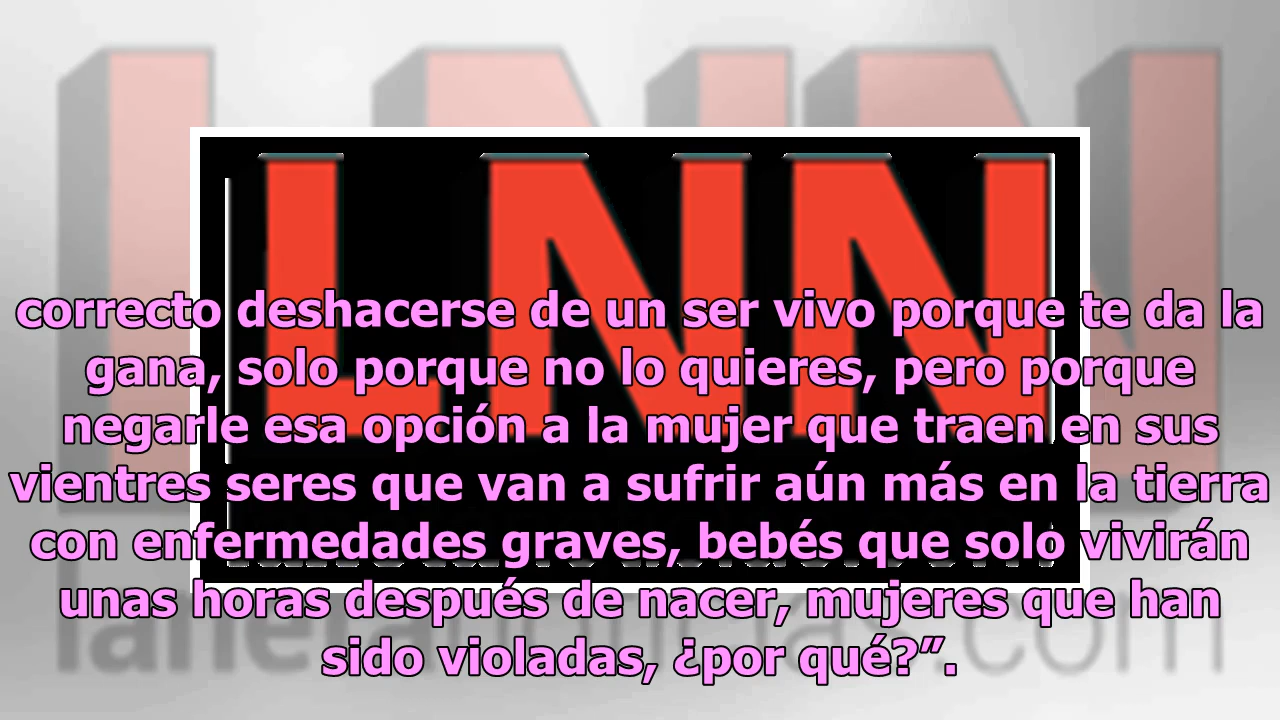 LNN
correcto deshacerse de un ser vivo porque te da la
gana, solo porque no lo quieres, pero porque
negarle esa opción a la mujer que traen en sus
vientres seres que van a sufrir aún más en la tierra
con enfermedades graves, bebés que solo vivirán
unas horas después de nacer, mujeres que han
sido violadas, ¿por qué?”.